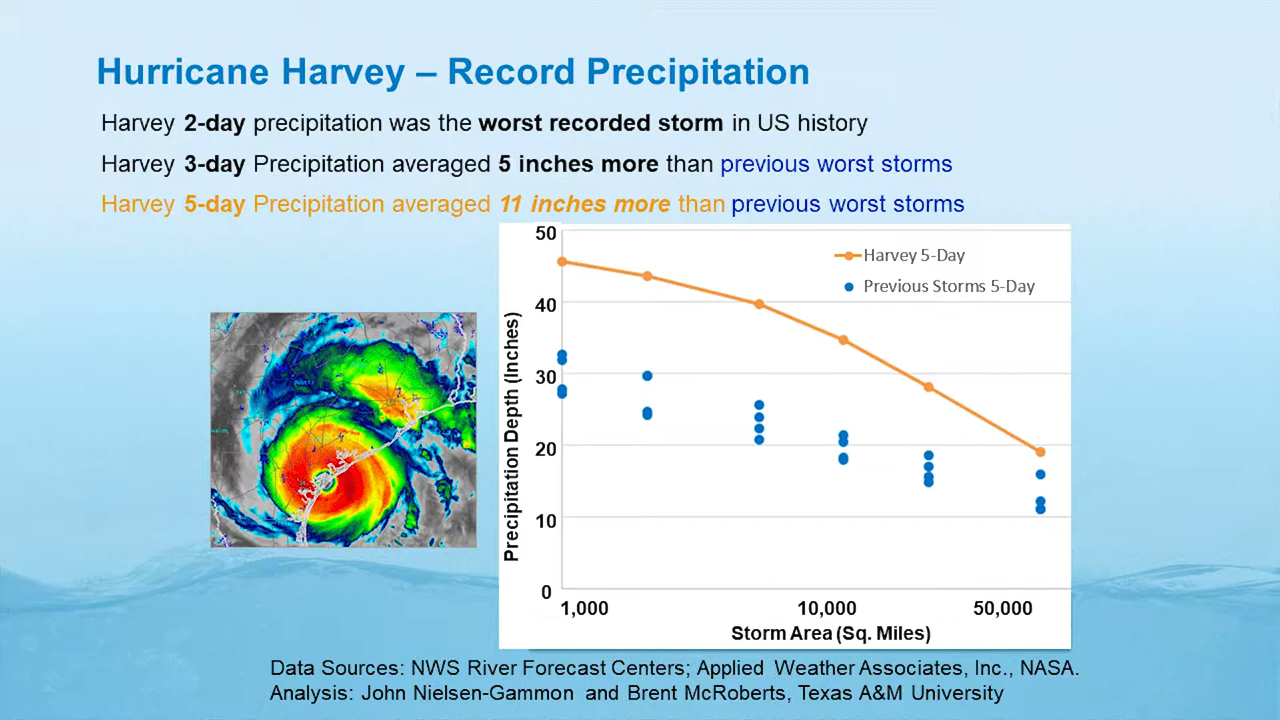 Hurricane Harvey – Record Precipitation
Harvey 2-day precipitation was the worst recorded storm in US history
Harvey 3-day Precipitation averaged 5 inches more than previous worst storms
Harvey 5-day Precipitation averaged 11 inches more than previous worst storms
50
Harvey 5-Day
Previous Storms 5-Day
40
30
20
10
0
Precipitation Depth (Inches)
1,000
10,000
50,000
Storm Area (Sq. Miles)
Data Sources: NWS River Forecast Centers; Applied Weather Associates, Inc., NASA.
Analysis: John Nielsen-Gammon and Brent McRoberts, Texas A&M University